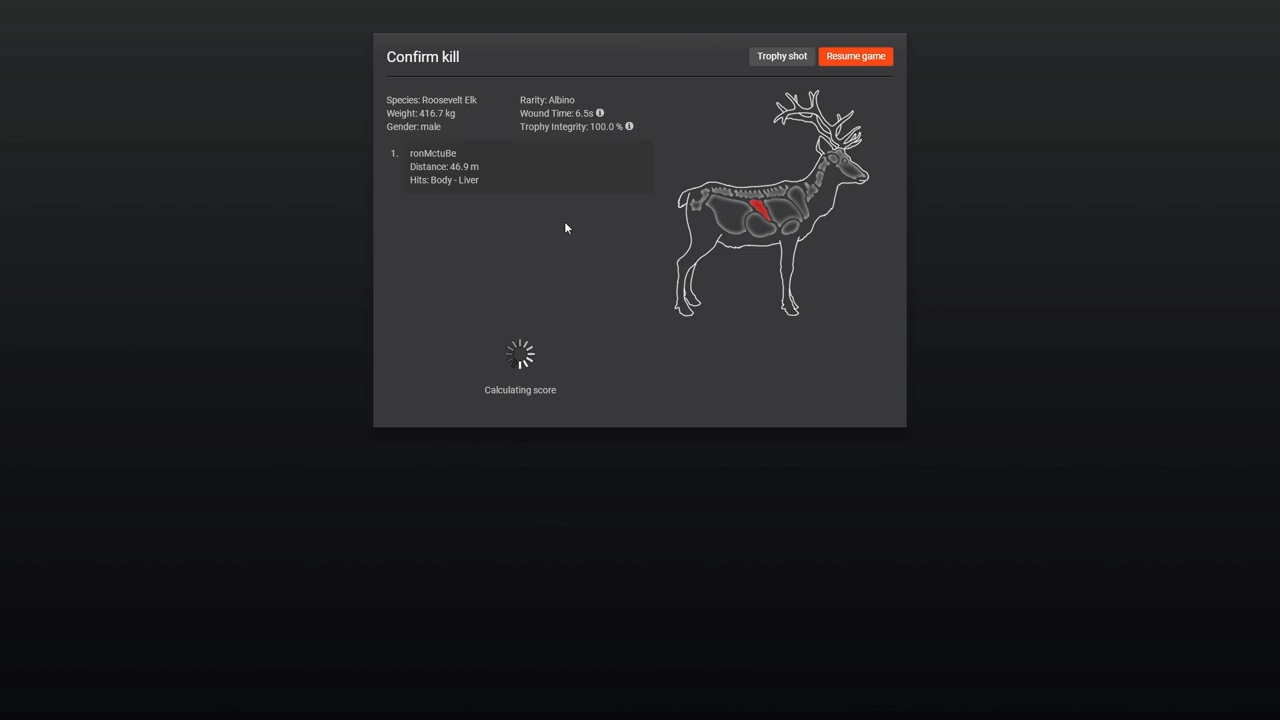 Confirm kill
Trophy shot
Resume game
Species: Roosevelt Elk
Rarity: Albino
Weight: 416.7 kg
Wound Time: 6.5s
Gender: male
Trophy Integrity: 100.0 %
1. ronMctuBe
Distance: 46.9 m
Hits: Body - Liver
Calculating score